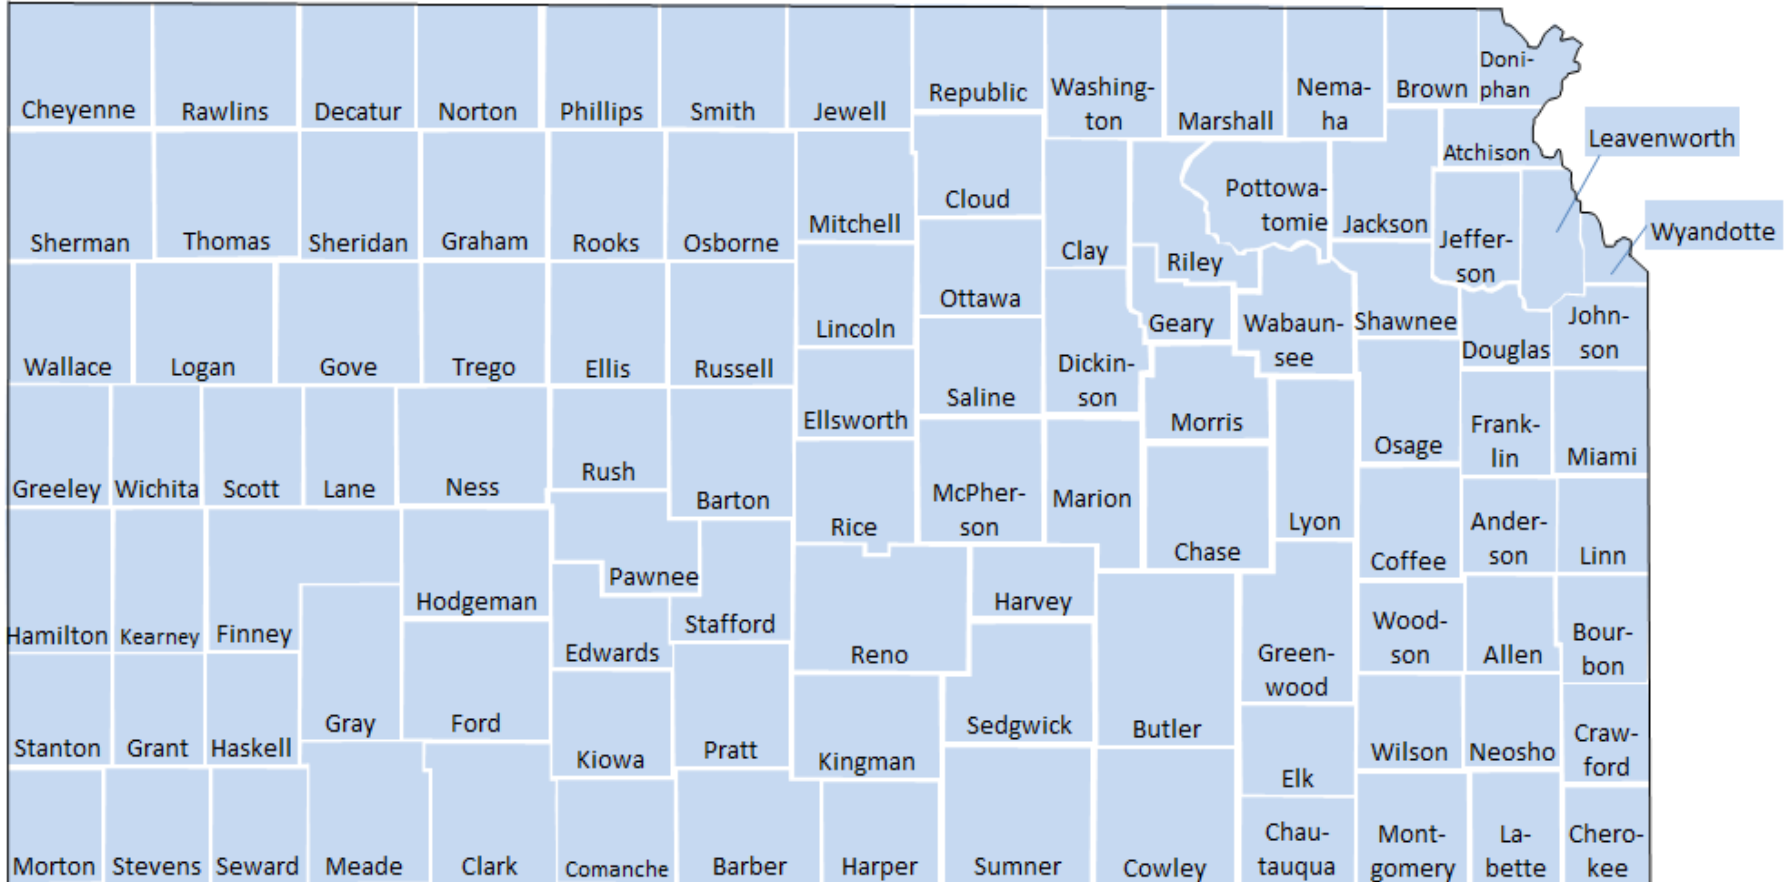 Cheyenne
Rawlins
Decatur
Norton
Phillips
Smith
Jewell
Republic
Washing-
ton
Marshall
Nema-
ha
Brown
Doni-
phan
Leavenworth
Atchison
Sherman
Thomas
Sheridan
Graham
Rooks
Osborne
Mitchell
Cloud
Clay
Riley
Pottowa-
tomie
Jackson
Jeffer-
son
Wyandotte
Wallace
Logan
Gove
Trego
Ellis
Russell
Lincoln
Ottawa
Saline
Dickin-
son
Geary
Wabaun-
see
Shawnee
Douglas
John-
son
Greeley
Wichita
Scott
Lane
Ness
Rush
Barton
Ellsworth
Rice
McPher-
son
Marion
Morris
Chase
Lyon
Osage
Frank-
lin
Miami
Coffee
Ander-
son
Linn
Hamilton
Kearney
Finney
Hodgeman
Pawnee
Edwards
Stafford
Reno
Harvey
Sedgwick
Butler
Green-
wood
Wood-
son
Allen
Bour-
bon
Stanton
Grant
Haskell
Gray
Ford
Kiowa
Pratt
Kingman
Elk
Wilson
Neosho
Craw-
ford
Morton
Stevens
Seward
Meade
Clark
Comanche
Barber
Harper
Sumner
Cowley
Chau-
tauqua
Mont-
gomery
La-
bette
Chero-
kee